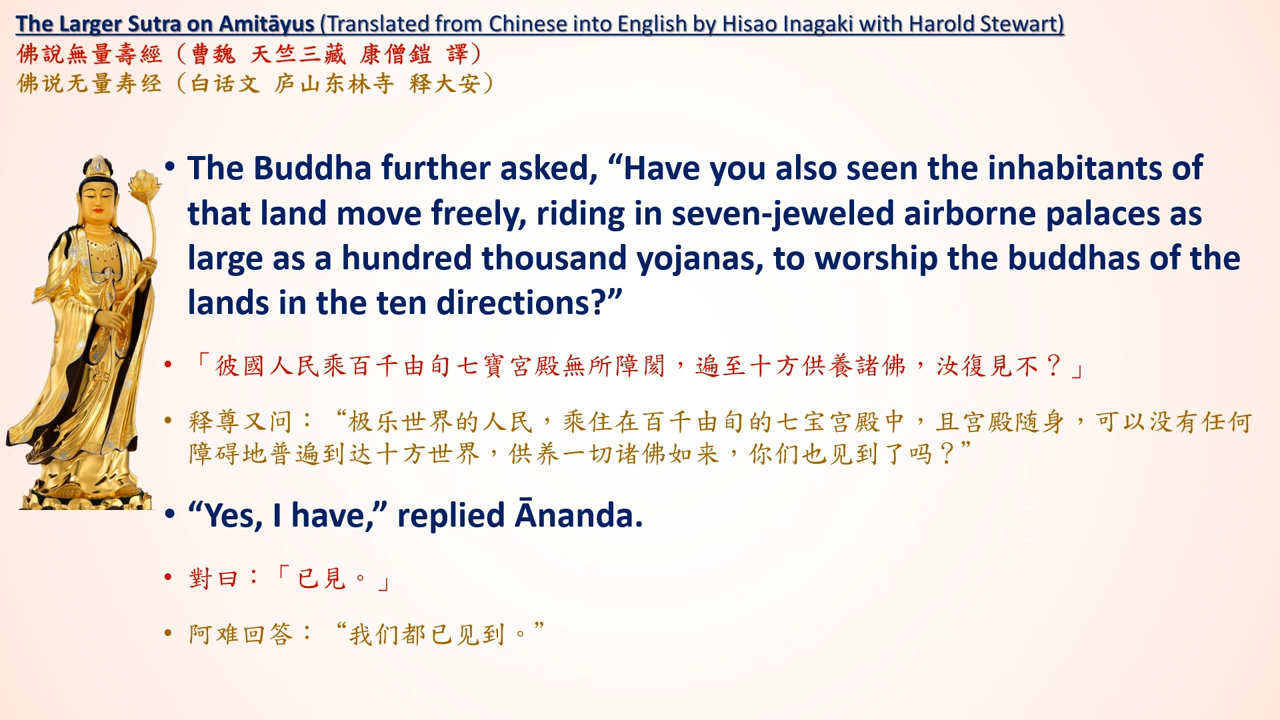 The Larger Sutra on Amitāyus (Translated from Chinese into English by Hisao Inagaki with Harold Stewart)
佛說無量壽經（曹魏 天竺三藏 康僧鎧 譯）
佛说无量寿经（白话文 庐山东林寺 释大安）
• The Buddha further asked, “Have you also seen the inhabitants of
that land move freely, riding in seven-jeweled airborne palaces as
large as a hundred thousand yojanas, to worship the buddhas of the
lands in the ten directions?”
• 「彼國人民乘百千由旬七寶宮殿無所障閡，遍至十方供養諸佛，汝復見不？」
• 释尊又问：“极乐世界的人民，乘住在百千由旬的七宝宫殿中，且宫殿随身，可以没有任何
障碍地普遍到达十方世界，供养一切诸佛如来，你们也见到了吗？”
• “Yes, I have,” replied Ānanda.
• 對曰：「已見。」
• 阿难回答：“我们都已见到。”